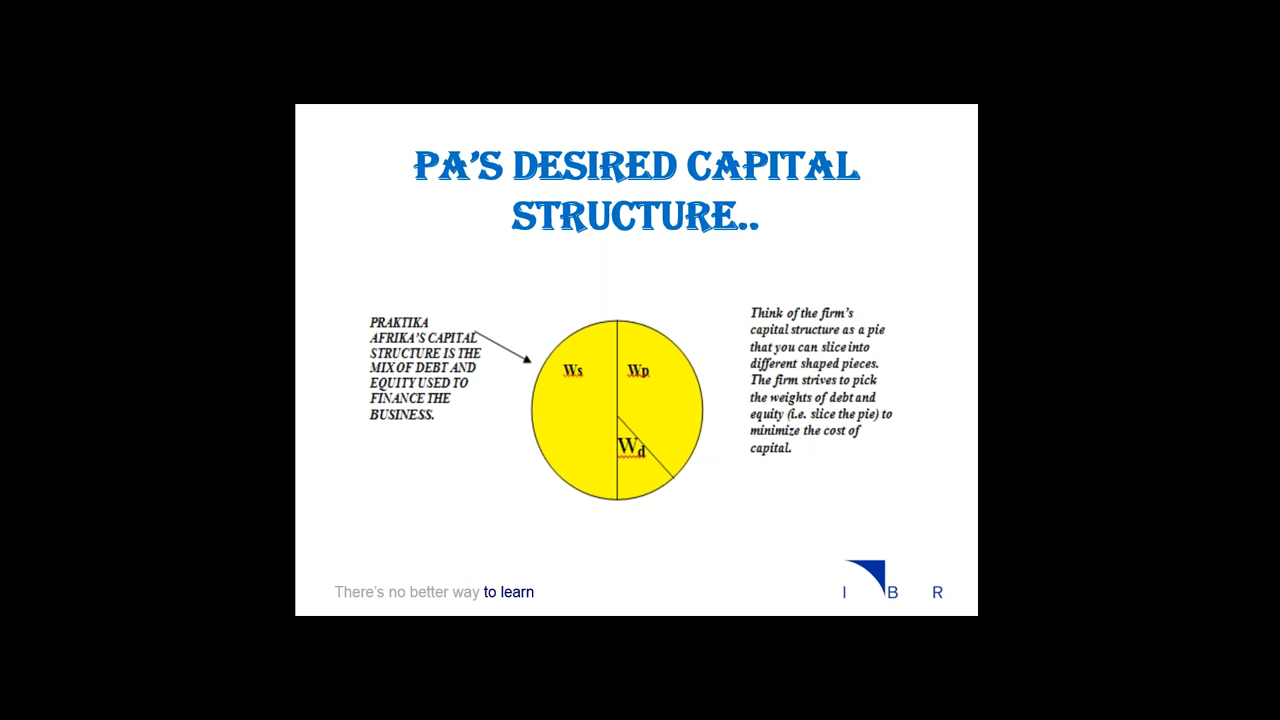 PA'S DESIRED CAPITAL
STRUCTURE..
PRAKTIKA
AFRIKA'S CAPITAL
STRUCTURE IS THE
MIX OF DEBT AND
EQUITY USED TO
FINANCE THE
BUSINESS.
Ws
Wp
Wd
Think of the firm's
capital structure as a pie
that you can slice into
different shaped pieces.
The firm strives to pick
the weights of debt and
equity (i.e. slice the pie) to
minimize the cost of
capital.
There's no better way to learn
I B R